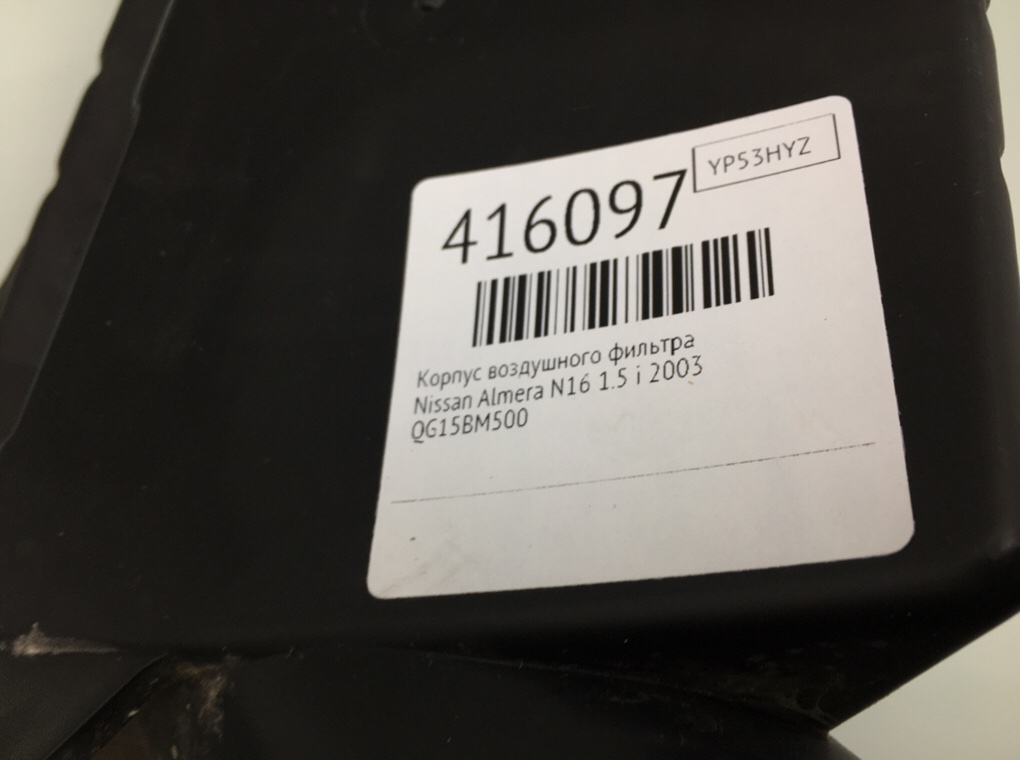 YP53HYZ
416097
Корпус воздушного фильтра
Nissan Almera N16 1.5 i 2003
QG15BM500